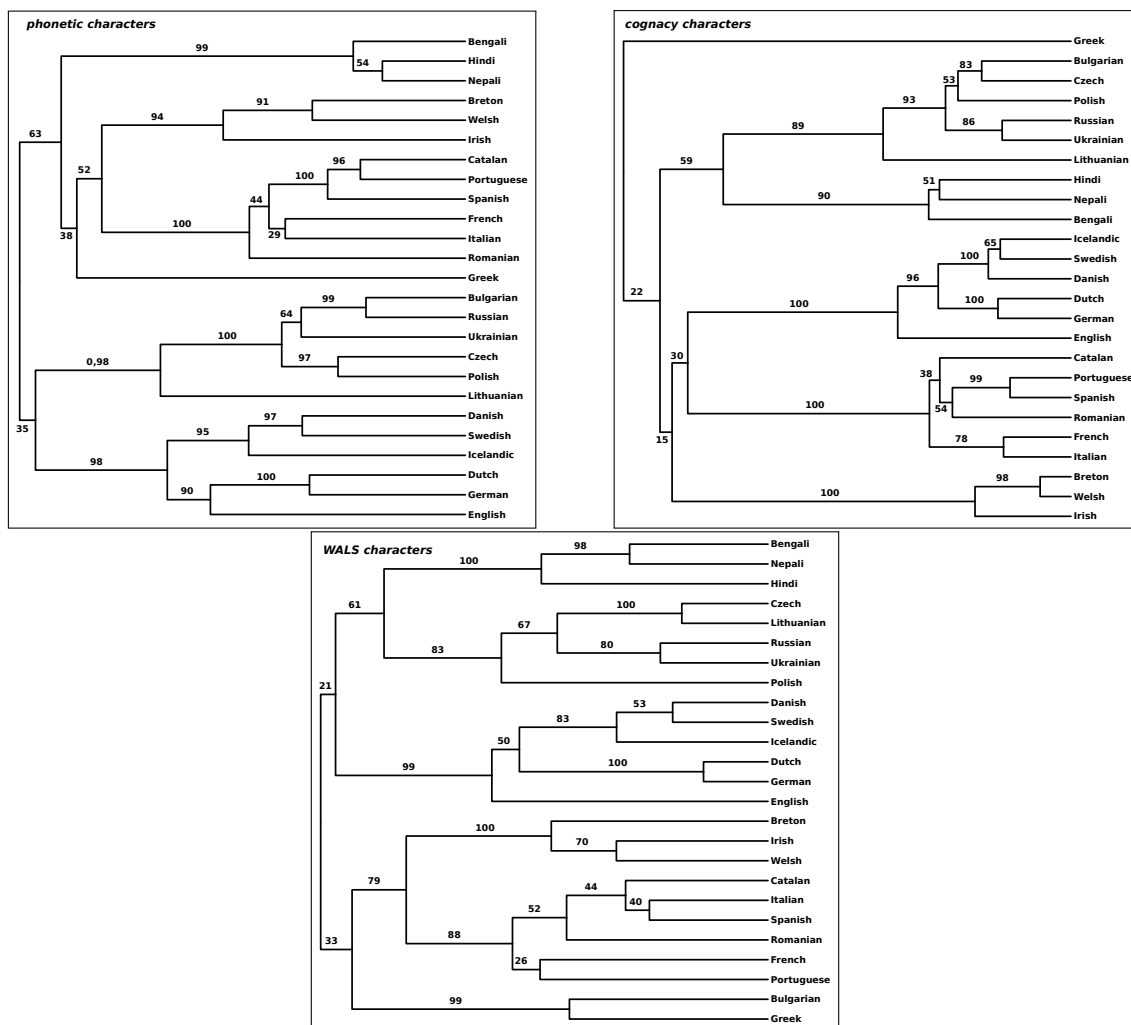 phonetic characters
99
Bengali
54
Hindi
Nepali
63
91
Breton
94
Welsh
Irish
52
96
Catalan
100
Portuguese
44
Spanish
100
French
29
Italian
38
Romanian
Greek
99
Bulgarian
64
Russian
100
Ukrainian
0,98
97
Czech
Polish
Lithuanian
35
97
Danish
95
Swedish
98
Icelandic
100
Dutch
90
German
English
cognacy characters
Greek
83
Bulgarian
53
Czech
93
Polish
89
86
Russian
Ukrainian
59
Lithuanian
51
Hindi
90
Nepali
Bengali
22
65
Icelandic
100
Swedish
96
Danish
100
100
Dutch
German
30
English
38
Catalan
99
Portuguese
100
54
Spanish
Romanian
15
78
French
Italian
98
Breton
100
Welsh
Irish
WALS characters
98
Bengali
100
Nepali
61
Hindi
100
Czech
67
Lithuanian
83
80
Russian
Ukrainian
Polish
21
53
Danish
83
Swedish
50
Icelandic
99
100
Dutch
German
English
100
Breton
70
Irish
Welsh
79
44
Catalan
52
40
Italian
88
Spanish
Romanian
33
26
French
Portuguese
99
Bulgarian
Greek